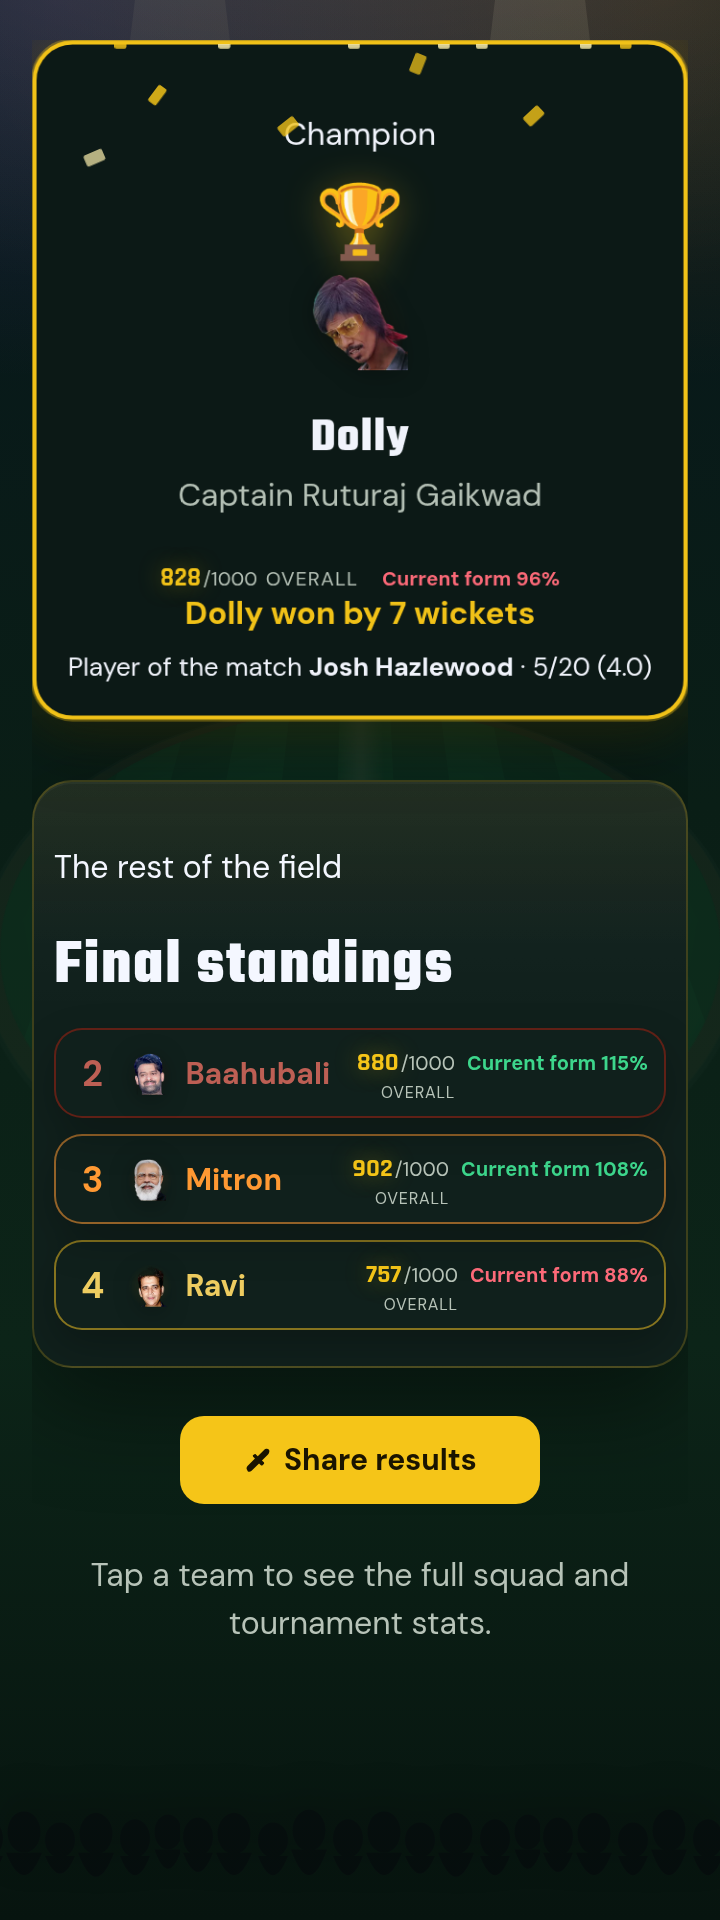 Champion
Dolly
Captain Ruturaj Gaikwad
828/1000 OVERALL Current form 96%
Dolly won by 7 wickets
Player of the match Josh Hazlewood · 5/20 (4.0)
The rest of the field
Final standings
2 Baahubali 880/1000 Current form 115%
OVERALL
3 Mitron 902/1000 Current form 108%
OVERALL
4 Ravi 757/1000 Current form 88%
OVERALL
Share results
Tap a team to see the full squad and
tournament stats.